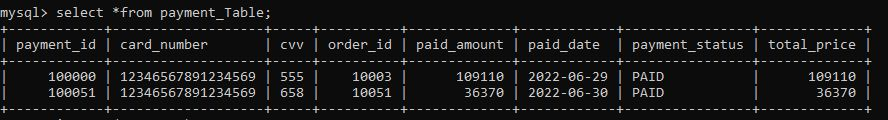 mysql> select *from payment_Table;
+------------+-------------------+-----+----------+-------------+------------+----------------+-------------+
| payment_id | card_number       | cvv | order_id | paid_amount | paid_date  | payment_status | total_price |
+------------+-------------------+-----+----------+-------------+------------+----------------+-------------+
|     100000 | 12346567891234569 | 555 |    10003 |      109110 | 2022-06-29 | PAID           |      109110 |
|     100051 | 12346567891234569 | 658 |    10051 |       36370 | 2022-06-30 | PAID           |       36370 |
+------------+-------------------+-----+----------+-------------+------------+----------------+-------------+